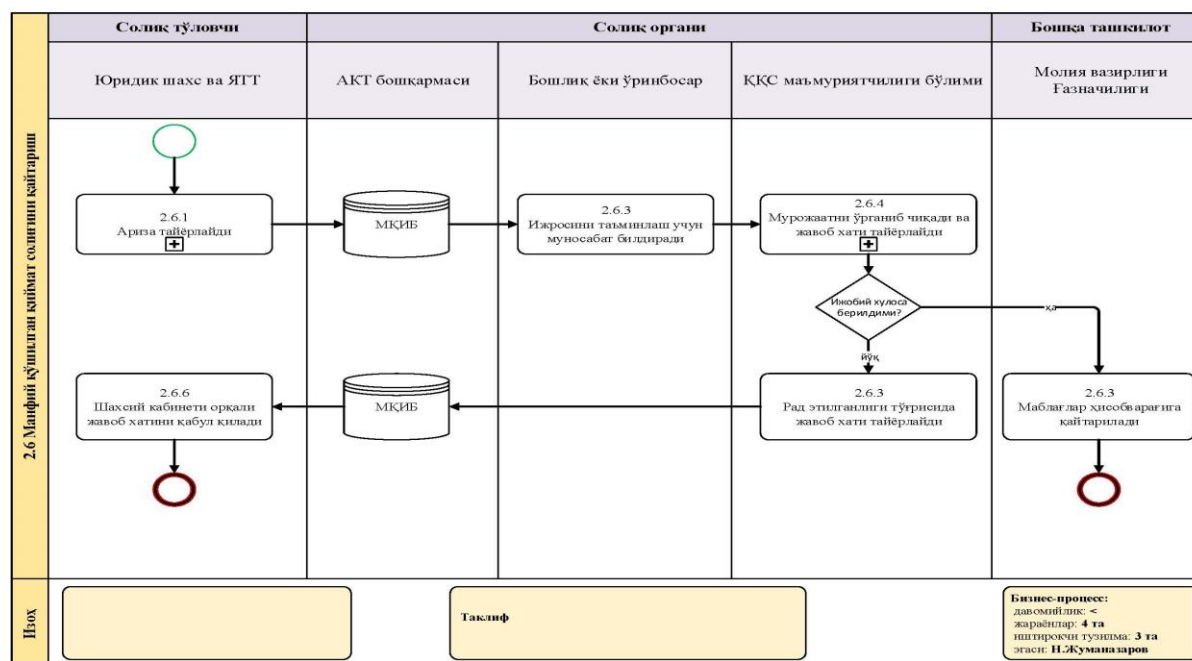 Солиқ тўловчи
Солиқ органи
Бошқа ташкилот
Юридик шахс ва ЯТТ
АКТ бошқармаси
Бошлиқ ёки ўринбосар
ҚҚС маъмуриятчилиги бўлими
Молия вазирлиги
Ғазначилиги
2.6 Манфий қўшилган қиймат солиғини қайтариш
2.6.1
Ариза тайёрлайди
МҚИБ
2.6.3
Ижросини таъминлаш учун
муносабат билдиради
2.6.4
Мурожаатни ўрганиб чиқади ва
жавоб хати тайёрлайди
Ижобий хулоса
берилдими?
ҳа
йўқ
2.6.6
Шахсий кабинети орқали
жавоб хатини қабул қилади
МҚИБ
2.6.3
Рад этилганлиги тўғрисида
жавоб хати тайёрлайди
2.6.3
Маблағлар ҳисобварағига
қайтарилади
Изоҳ
Таклиф
Бизнес-процесс:
давомийлик: <
жараёнлар: 4 та
иштирокчи тузилма: 3 та
эгаси: Н.Жуманазаров